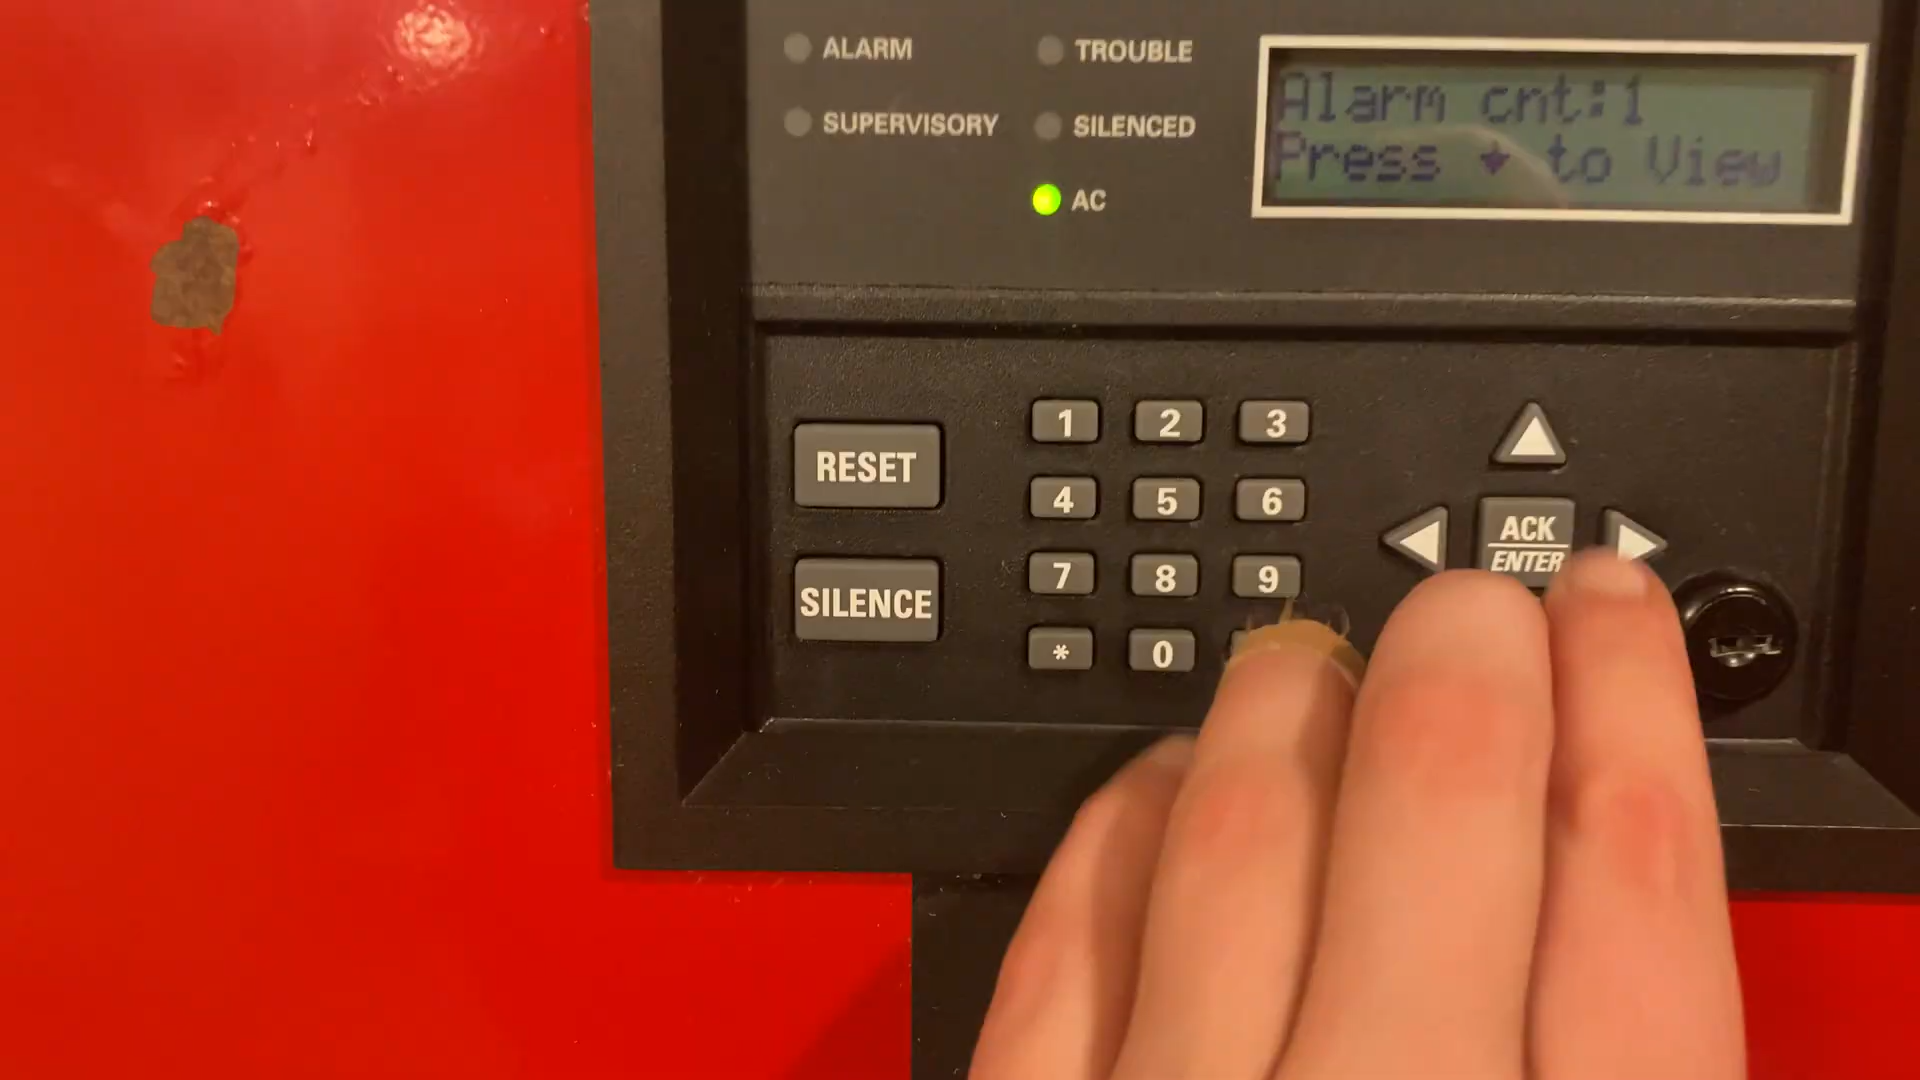 ALARM
TROUBLE
SUPERVISORY
SILENCED
AC
Alarm cnt:1
Press ↓ to View
RESET
SILENCE
1 2 3
4 5 6
7 8 9
* 0
ACK
ENTER